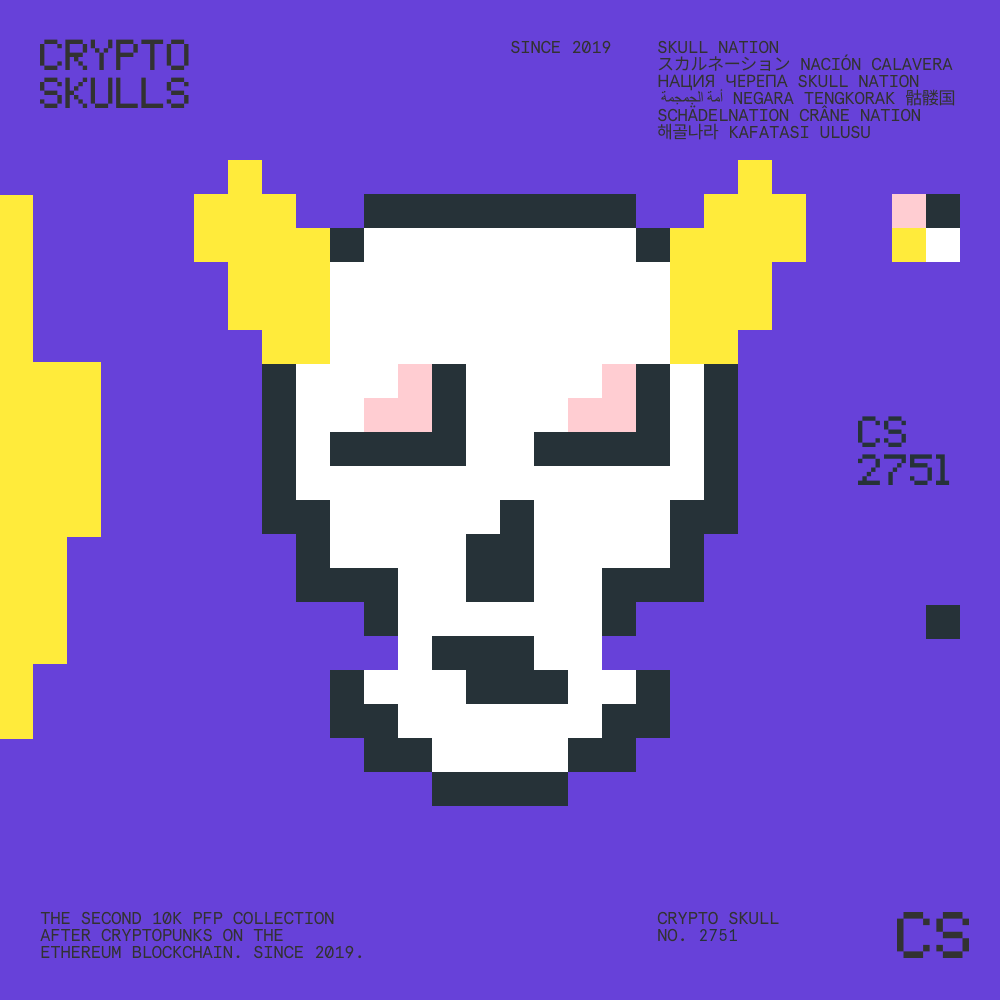 CRYPTO
SKULLS
SINCE 2019
SKULL NATION
スカルネーション NACIÓN CALAVERA
НАЦИЯ ЧЕРЕПА SKULL NATION
أمة الجمجمة NEGARA TENGKORAK 骷髅国
SCHÄDELNATION CRÂNE NATION
해골나라 KAFATASI ULUSU
CS
2751
THE SECOND 10K PFP COLLECTION
AFTER CRYPTOPUNKS ON THE
ETHEREUM BLOCKCHAIN. SINCE 2019.
CRYPTO SKULL
NO. 2751
CS